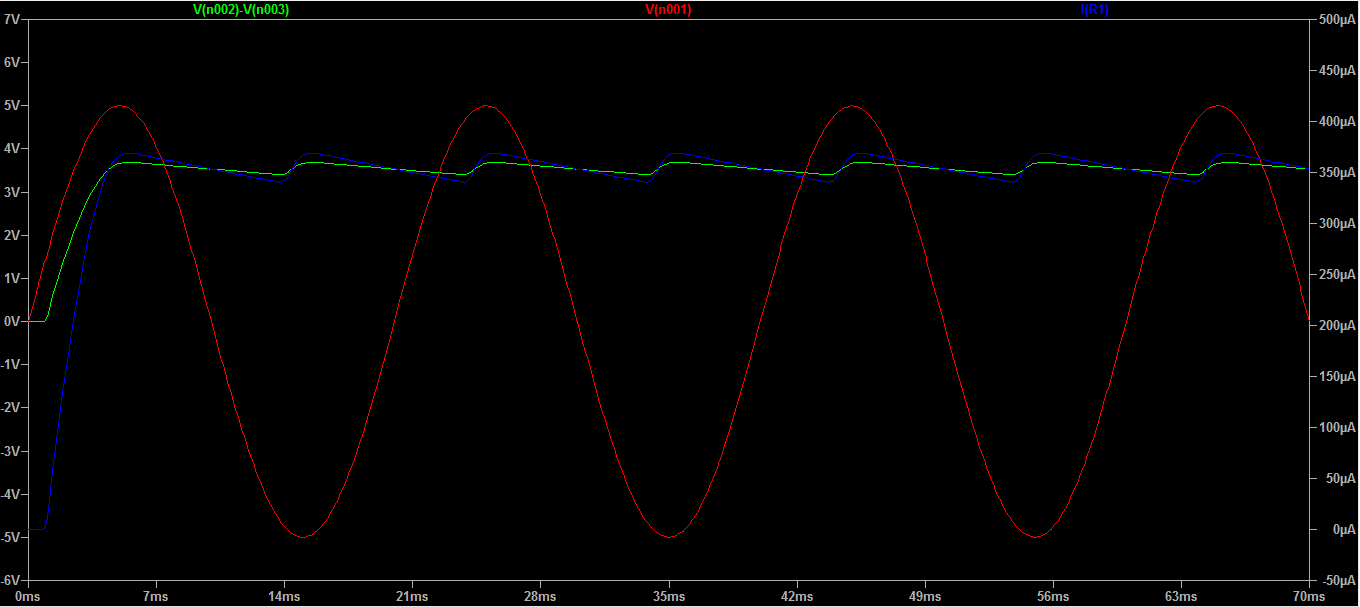 V(n002)-V(n003) V(n001) I(R1)
7V 500µA
6V 450µA
5V 400µA
4V 350µA
3V 300µA
2V 250µA
1V 200µA
0V 150µA
-1V 100µA
-2V 50µA
-3V 0µA
-4V -50µA
-5V
-6V
0ms 7ms 14ms 21ms 28ms 35ms 42ms 49ms 56ms 63ms 70ms